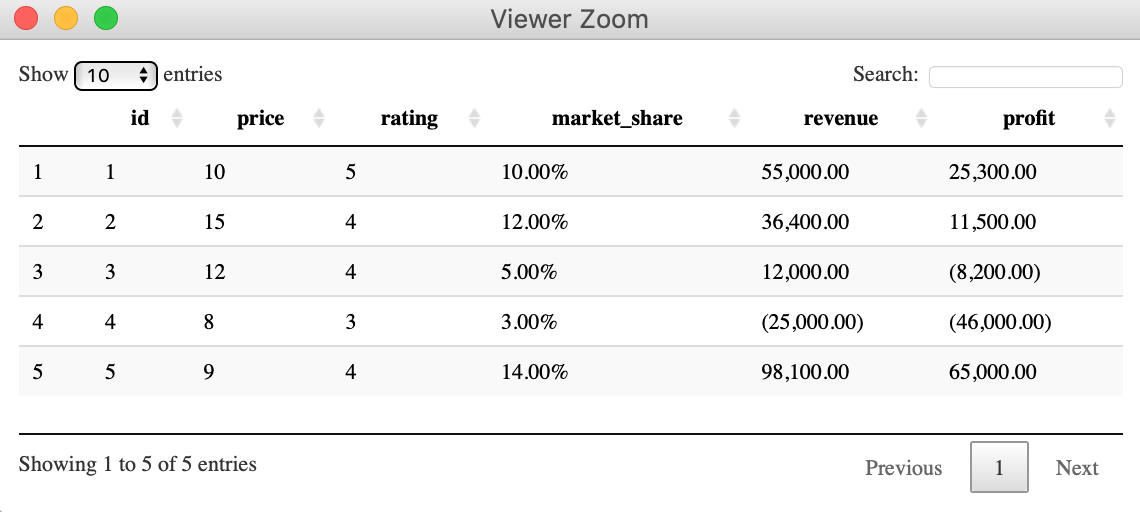 Viewer Zoom
Show 10 entries Search:
id price rating market_share revenue profit
1 1 10 5 10.00% 55,000.00 25,300.00
2 2 15 4 12.00% 36,400.00 11,500.00
3 3 12 4 5.00% 12,000.00 (8,200.00)
4 4 8 3 3.00% (25,000.00) (46,000.00)
5 5 9 4 14.00% 98,100.00 65,000.00
Showing 1 to 5 of 5 entries Previous 1 Next